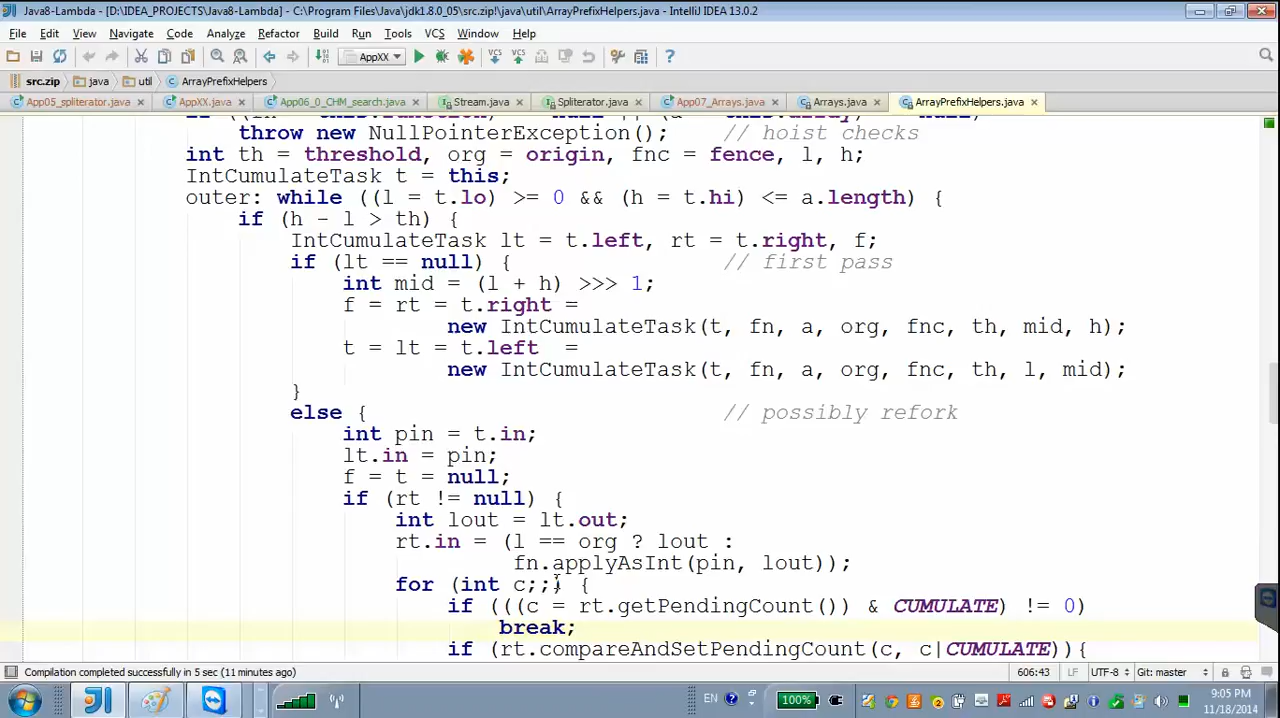 Java8-Lambda - [D:\IDEA_PROJECTS\Java8-Lambda] - C:\Program Files\Java\jdk1.8.0_05\src.zip!\java\util\ArrayPrefixHelpers.java - IntelliJ IDEA 13.0.2
File Edit View Navigate Code Analyze Refactor Build Run Tools VCS Window Help
AppXX
src.zip java util ArrayPrefixHelpers
App05_spliterator.java AppXX.java App06_0_CHM_search.java Stream.java Spliterator.java App07_Arrays.java Arrays.java ArrayPrefixHelpers.java
throw new NullPointerException(); // hoist checks
int th = threshold, org = origin, fnc = fence, l, h;
IntCumulateTask t = this;
outer: while ((l = t.lo) >= 0 && (h = t.hi) <= a.length) {
if (h - l > th) {
IntCumulateTask lt = t.left, rt = t.right, f;
if (lt == null) { // first pass
int mid = (l + h) >>> 1;
f = rt = t.right =
new IntCumulateTask(t, fn, a, org, fnc, th, mid, h);
t = lt = t.left =
new IntCumulateTask(t, fn, a, org, fnc, th, l, mid);
}
else { // possibly refork
int pin = t.in;
lt.in = pin;
f = t = null;
if (rt != null) {
int lout = lt.out;
rt.in = (l == org ? lout :
fn.applyAsInt(pin, lout));
for (int c;;) {
if (((c = rt.getPendingCount()) & CUMULATE) != 0)
break;
if (rt.compareAndSetPendingCount(c, c|CUMULATE)){
Compilation completed successfully in 5 sec (11 minutes ago) 606:43 LF UTF-8 Git: master
EN 100% 9:05 PM
11/18/2014